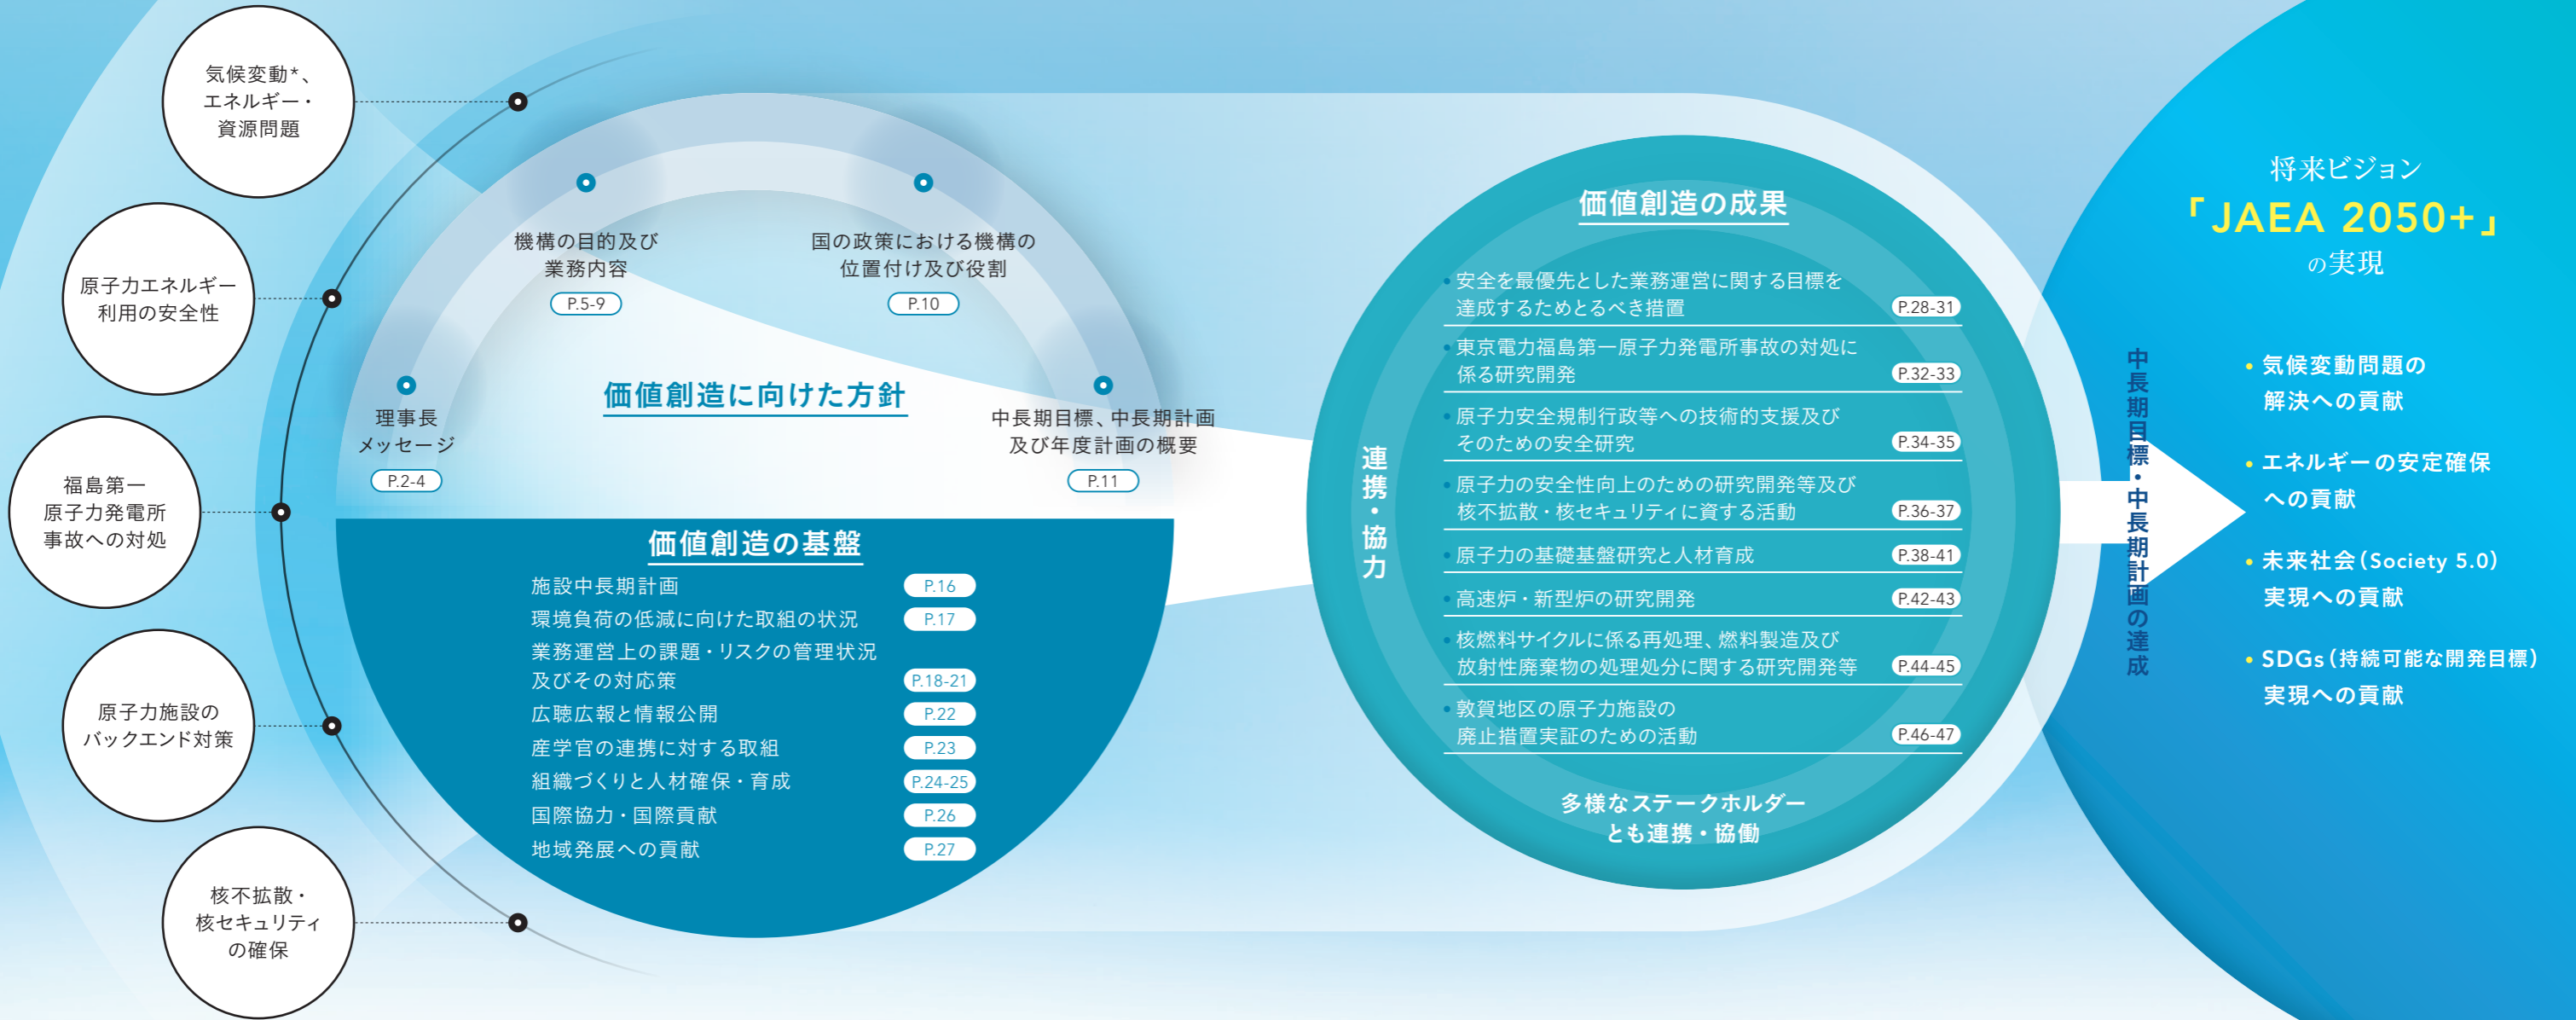 気候変動*、
エネルギー・
資源問題
原子力エネルギー
利用の安全性
福島第一
原子力発電所
事故への対処
原子力施設の
バックエンド対策
核不拡散・
核セキュリティ
の確保
理事長
メッセージ
P.2-4
機構の目的及び
業務内容
P.5-9
国の政策における機構の
位置付け及び役割
P.10
中長期目標、中長期計画
及び年度計画の概要
P.11
価値創造に向けた方針
価値創造の基盤
施設中長期計画 P.16
環境負荷の低減に向けた取組の状況 P.17
業務運営上の課題・リスクの管理状況
及びその対応策 P.18-21
広聴広報と情報公開 P.22
産学官の連携に対する取組 P.23
組織づくりと人材確保・育成 P.24-25
国際協力・国際貢献 P.26
地域発展への貢献 P.27
連携・協力
価値創造の成果
• 安全を最優先とした業務運営に関する目標を
達成するためとるべき措置 P.28-31
• 東京電力福島第一原子力発電所事故の対処に
係る研究開発 P.32-33
• 原子力安全規制行政等への技術的支援及び
そのための安全研究 P.34-35
• 原子力の安全性向上のための研究開発等及び
核不拡散・核セキュリティに資する活動 P.36-37
• 原子力の基礎基盤研究と人材育成 P.38-41
• 高速炉・新型炉の研究開発 P.42-43
• 核燃料サイクルに係る再処理、燃料製造及び
放射性廃棄物の処理処分に関する研究開発等 P.44-45
• 敦賀地区の原子力施設の
廃止措置実証のための活動 P.46-47
多様なステークホルダー
とも連携・協働
中長期目標・中長期計画の達成
将来ビジョン
「JAEA 2050+」
の実現
• 気候変動問題の
解決への貢献
• エネルギーの安定確保
への貢献
• 未来社会(Society 5.0)
実現への貢献
• SDGs(持続可能な開発目標)
実現への貢献